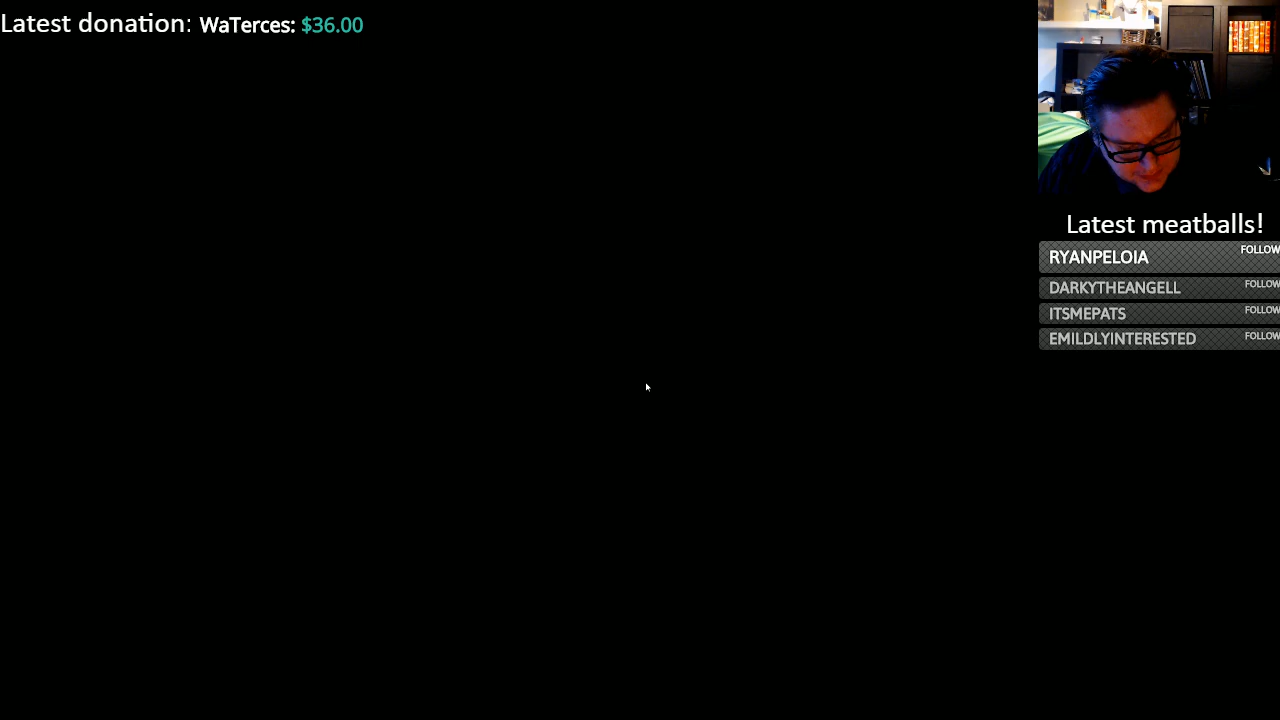 Latest donation: WaTerces: $36.00
Latest meatballs!
RYANPELOIA FOLLOW
DARKYTHEANGELL FOLLOW
ITSMEPATS FOLLOW
EMILDLYINTERESTED FOLLOW